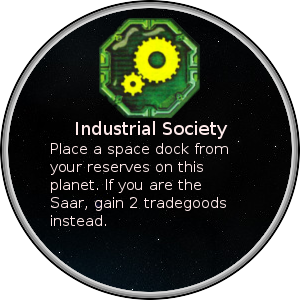 Industrial Society
Place a space dock from
your reserves on this
planet. If you are the
Saar, gain 2 tradegoods
instead.